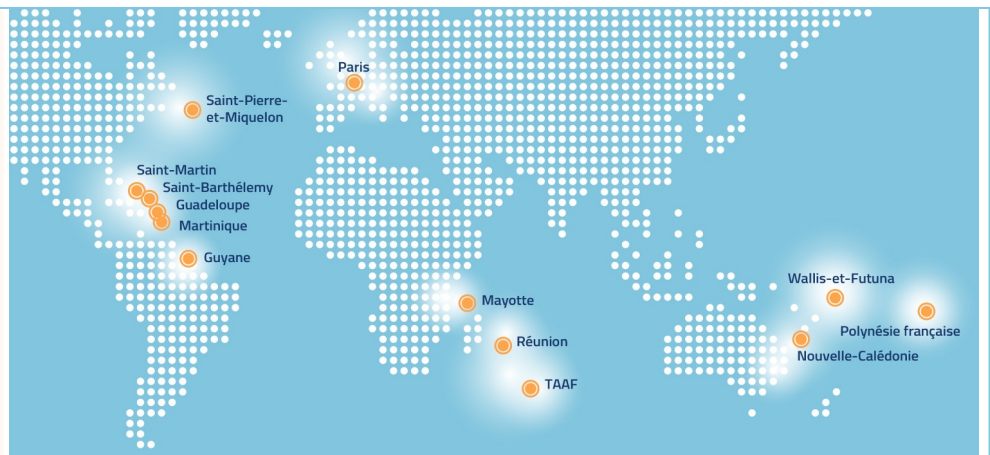 Paris
Saint-Pierre-
et-Miquelon
Saint-Martin
Saint-Barthélemy
Guadeloupe
Martinique
Guyane
Mayotte
Réunion
TAAF
Wallis-et-Futuna
Polynésie française
Nouvelle-Calédonie